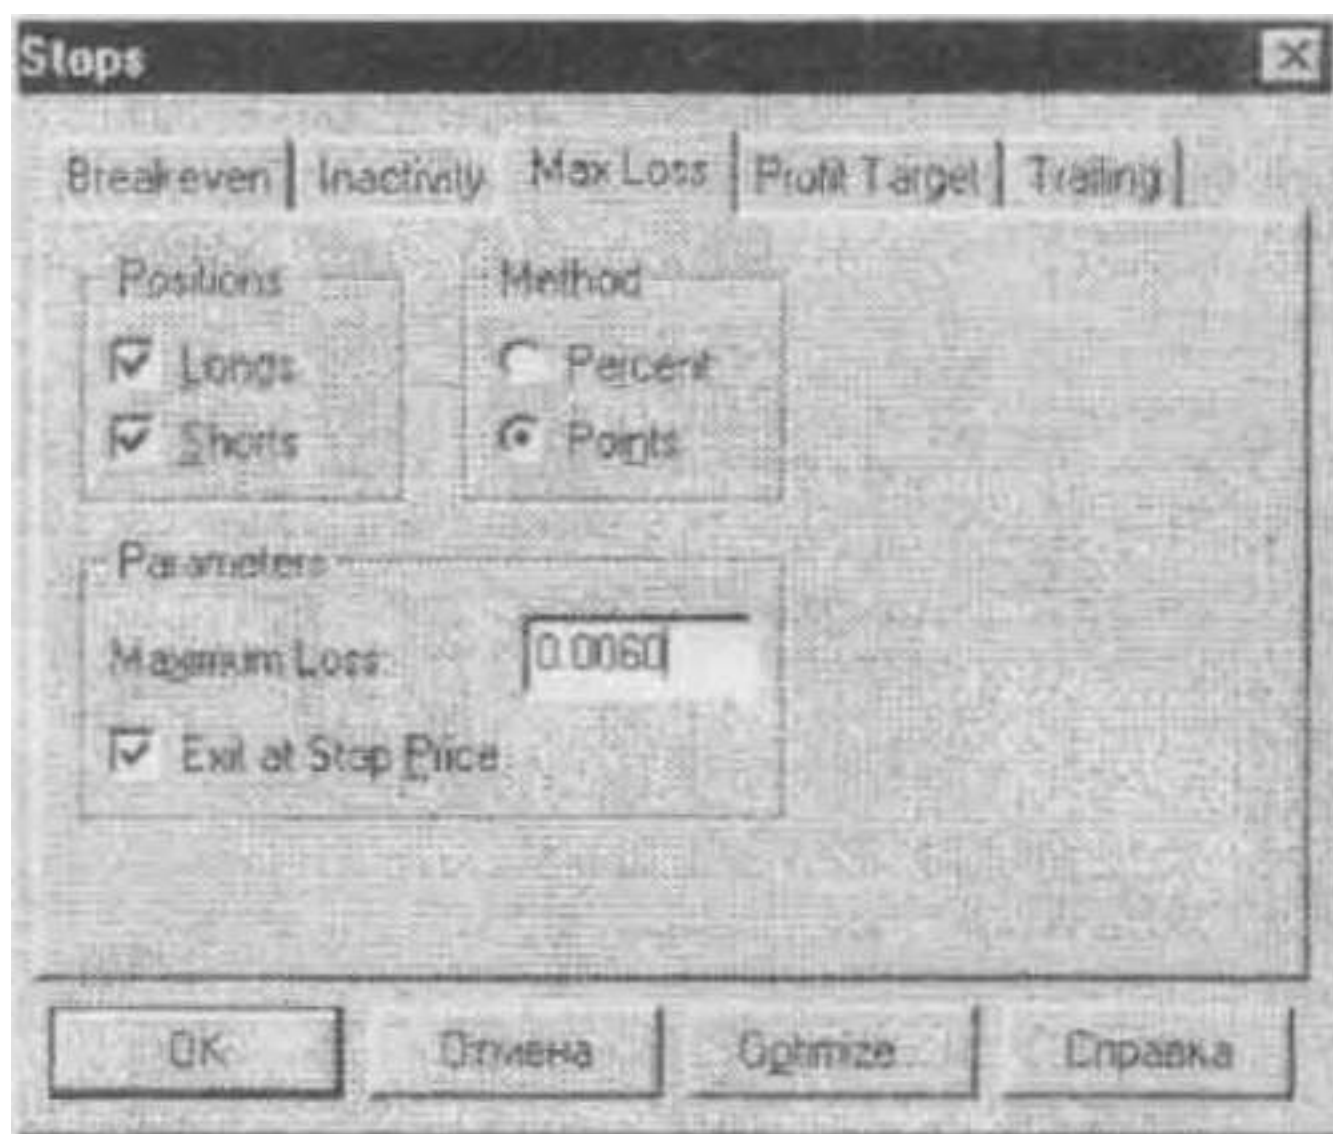 Stops
Breakeven Inactivity Max Loss Profit Target Trailing
Positions Method
Longs Percent
Shorts Points
Parameters
Maximum Loss: 0.0060
Exit at Stop Price
OK Отмена Optimize... Справка